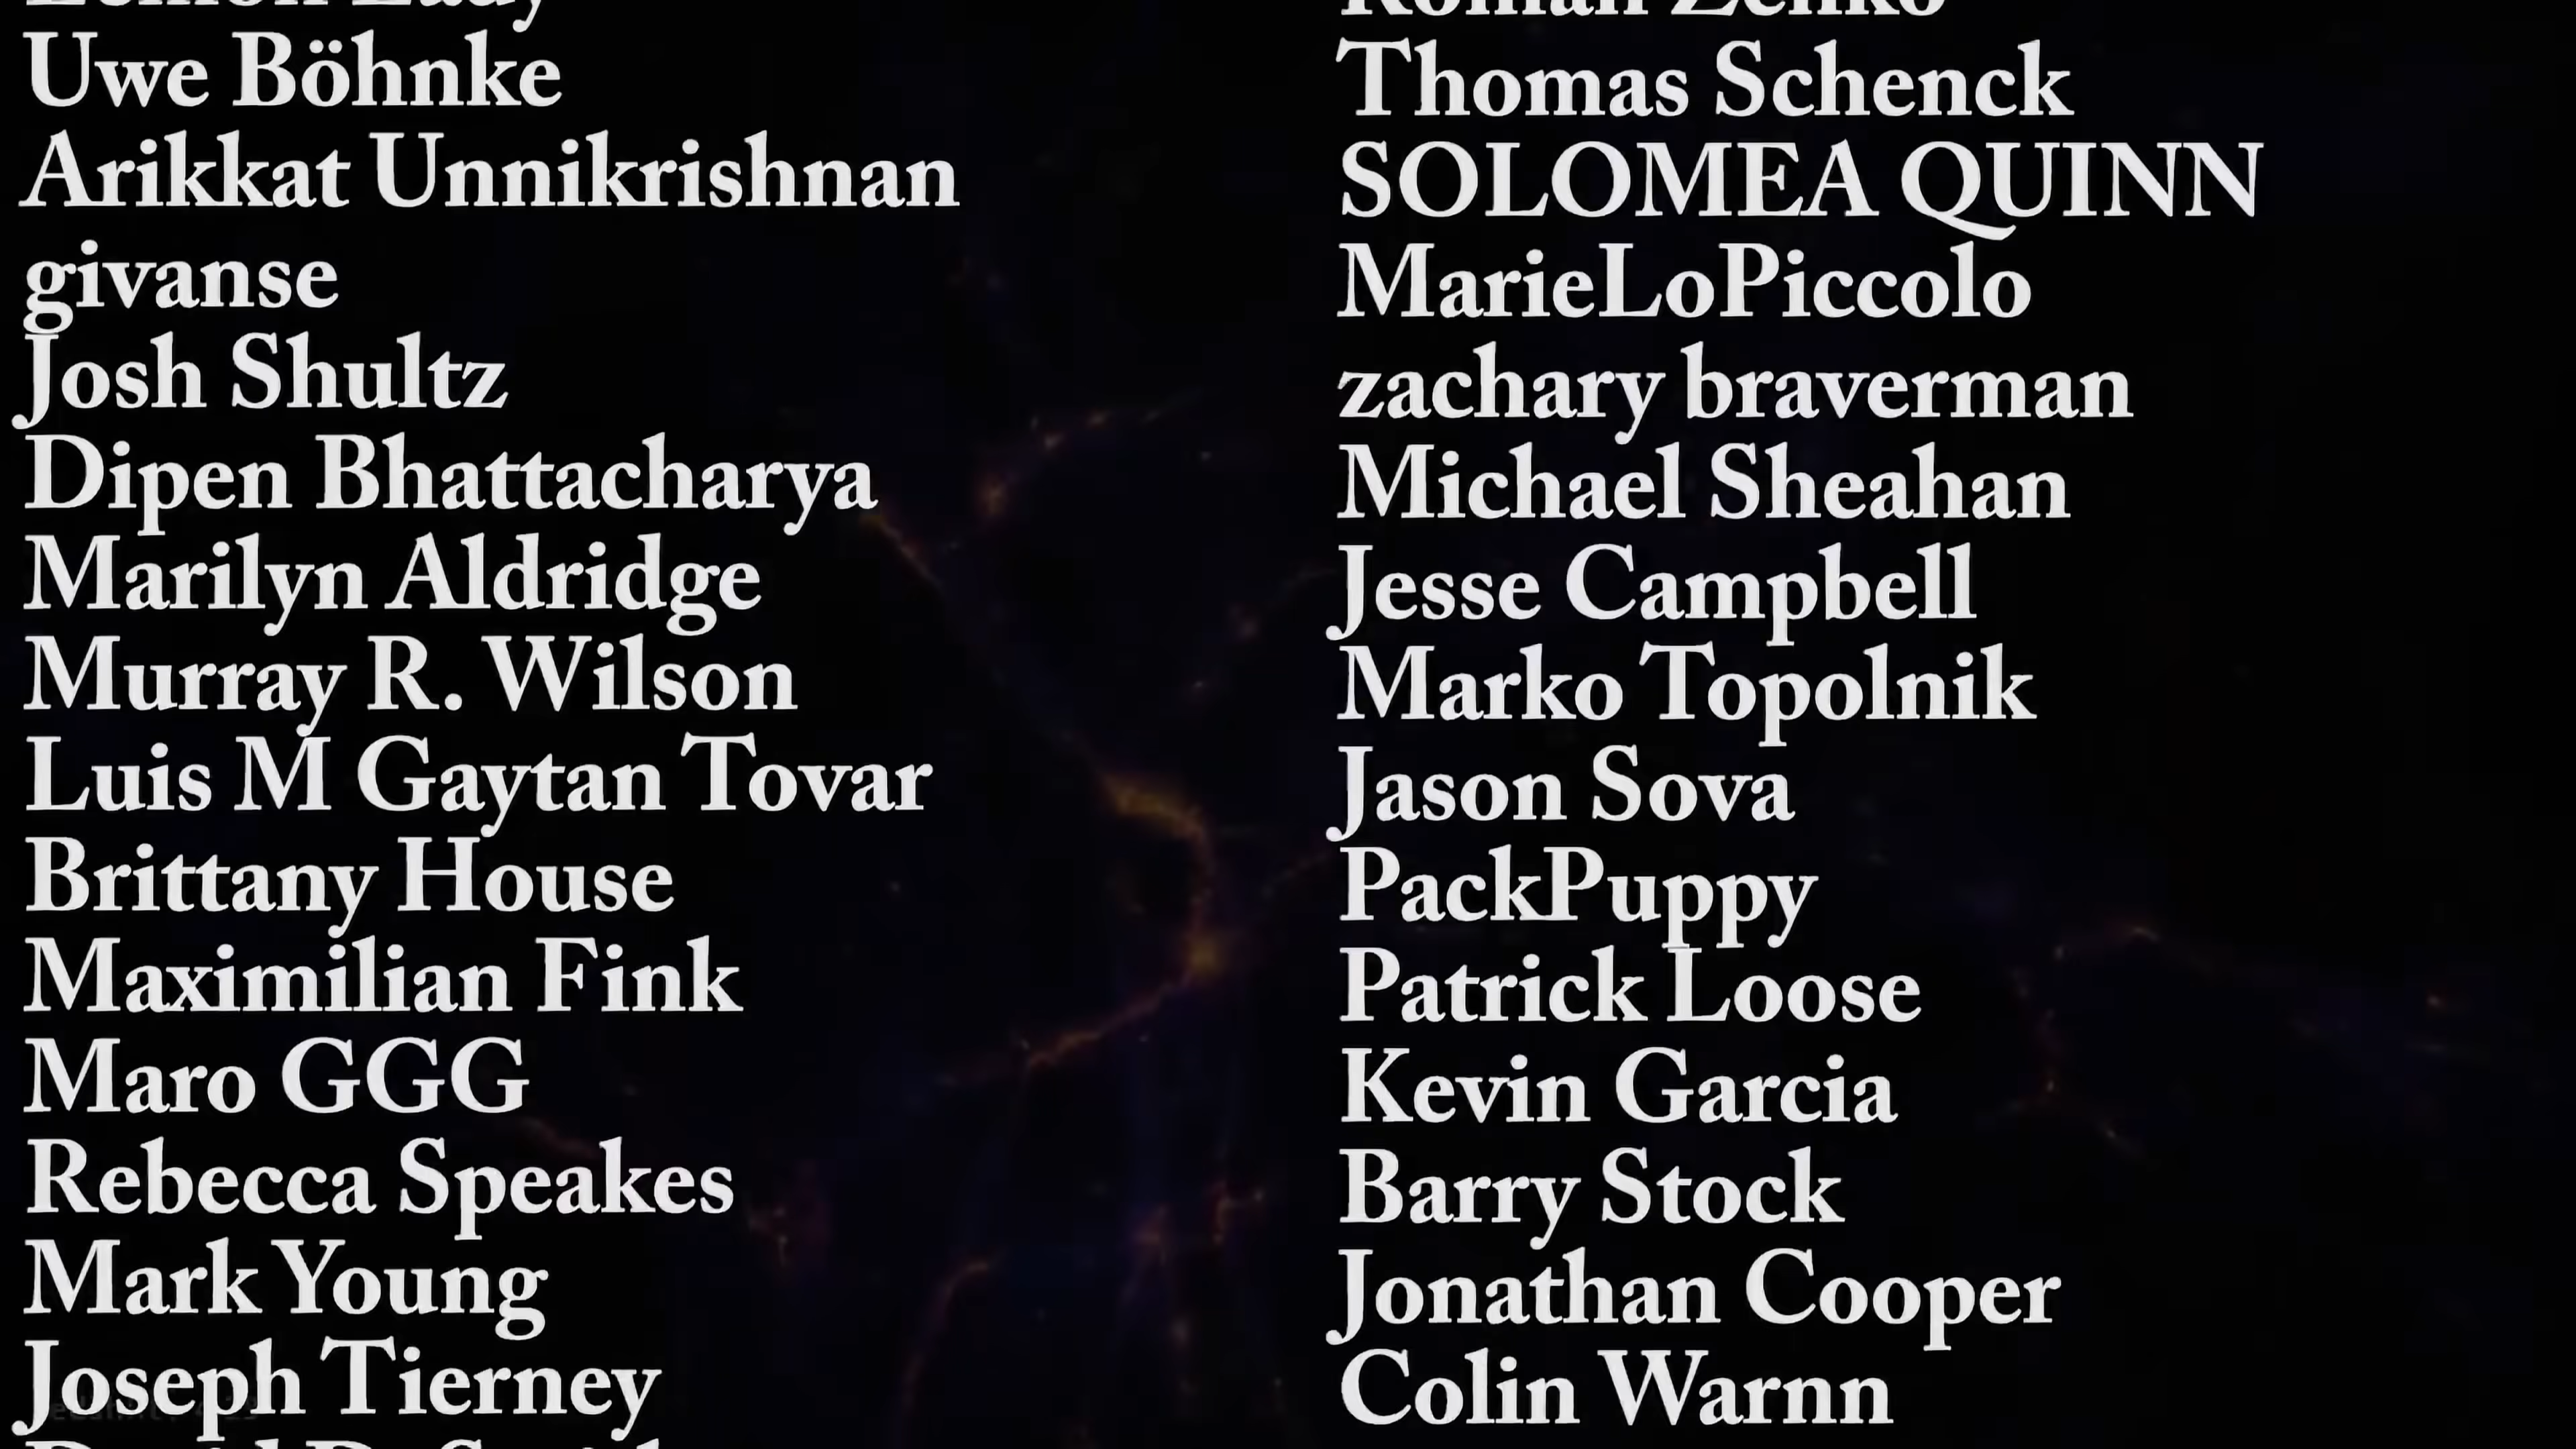 Uwe Böhnke
Arikkat Unnikrishnan
givanse
Josh Shultz
Dipen Bhattacharya
Marilyn Aldridge
Murray R. Wilson
Luis M Gaytan Tovar
Brittany House
Maximilian Fink
Maro GGG
Rebecca Speakes
Mark Young
Joseph Tierney
Thomas Schenck
SOLOMEA QUINN
MarieLoPiccolo
zachary braverman
Michael Sheahan
Jesse Campbell
Marko Topolnik
Jason Sova
PackPuppy
Patrick Loose
Kevin Garcia
Barry Stock
Jonathan Cooper
Colin Warnn